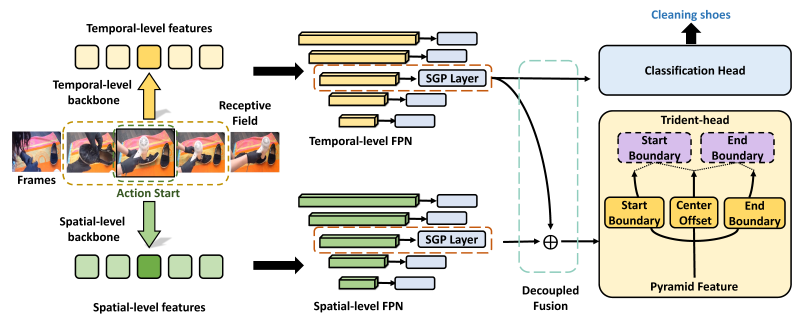 Temporal-level features
Temporal-level
backbone
Receptive
Field
Frames
Action Start
Spatial-level
backbone
Spatial-level features
SGP Layer
Temporal-level FPN
SGP Layer
Spatial-level FPN
Decoupled
Fusion
Cleaning shoes
Classification Head
Trident-head
Start
Boundary
End
Boundary
Start
Boundary
Center
Offset
End
Boundary
Pyramid Feature